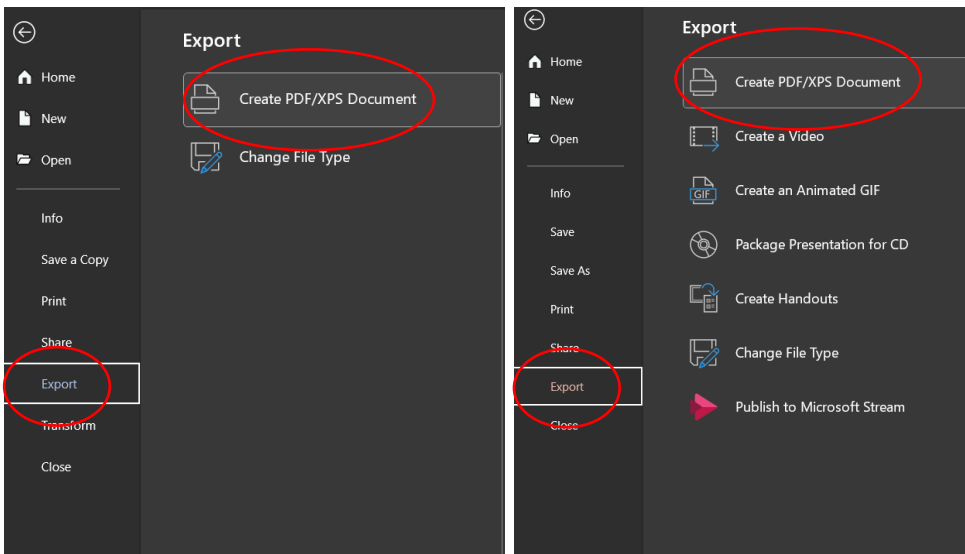 Export
Home
New
Open
Info
Save a Copy
Print
Share
Export
Transform
Close
Create PDF/XPS Document
Change File Type
Export
Home
New
Open
Info
Save
Save As
Print
Share
Export
Close
Create PDF/XPS Document
Create a Video
GIF
Create an Animated GIF
Package Presentation for CD
Create Handouts
Change File Type
Publish to Microsoft Stream